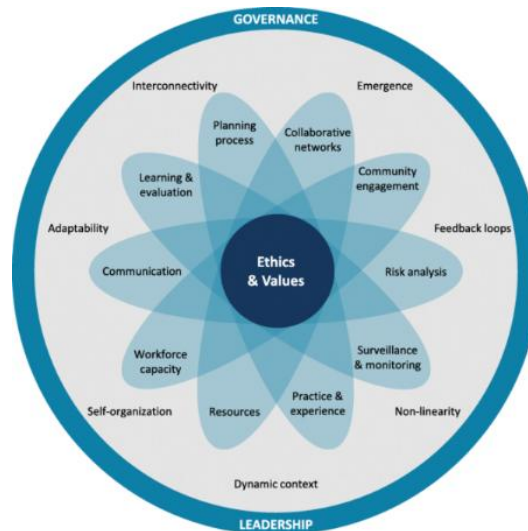 GOVERNANCE
Interconnectivity
Emergence
Planning
process
Collaborative
networks
Learning &
evaluation
Community
engagement
Adaptability
Feedback loops
Communication
Ethics
& Values
Risk analysis
Workforce
capacity
Surveillance
& monitoring
Self-organization
Resources
Practice &
experience
Non-linearity
Dynamic context
LEADERSHIP